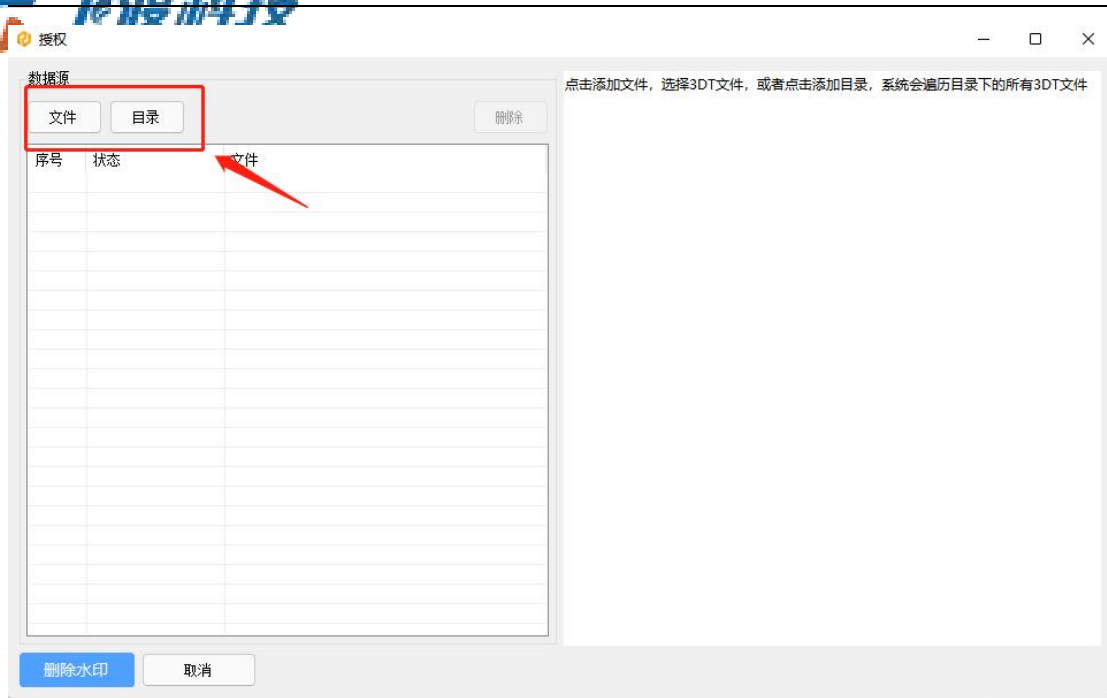 授权
数据源
文件 目录 删除
序号 状态 文件
点击添加文件，选择3DT文件，或者点击添加目录，系统会遍历目录下的所有3DT文件
删除水印 取消